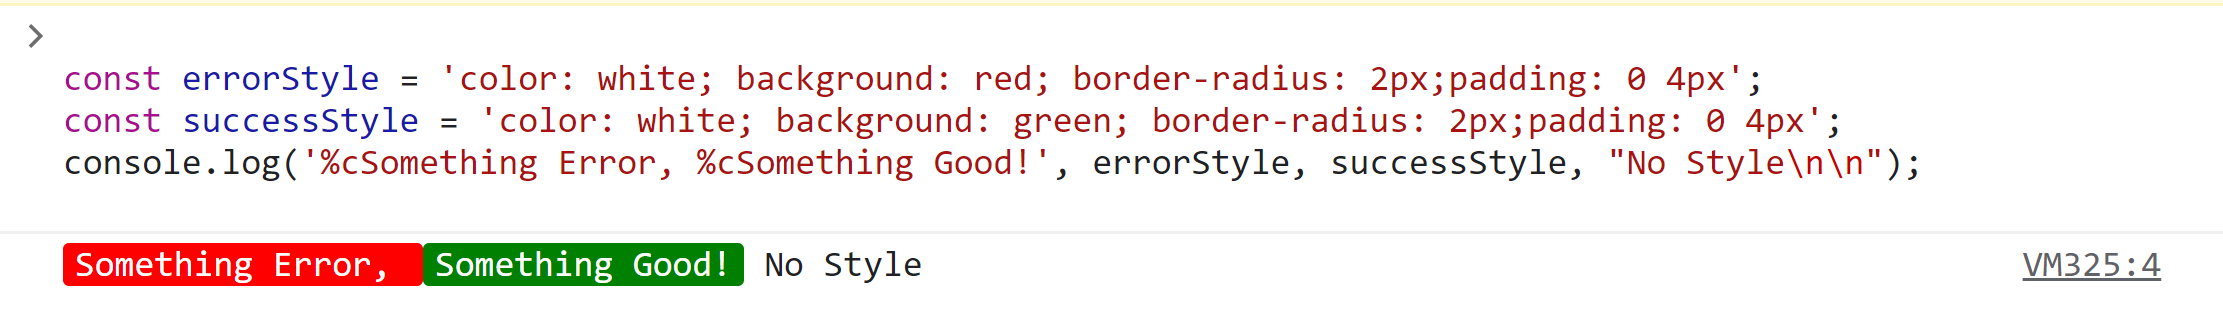 >
const errorStyle = 'color: white; background: red; border-radius: 2px;padding: 0 4px';
const successStyle = 'color: white; background: green; border-radius: 2px;padding: 0 4px';
console.log('%cSomething Error, %cSomething Good!', errorStyle, successStyle, "No Style\n\n");
Something Error, Something Good! No Style VM325:4